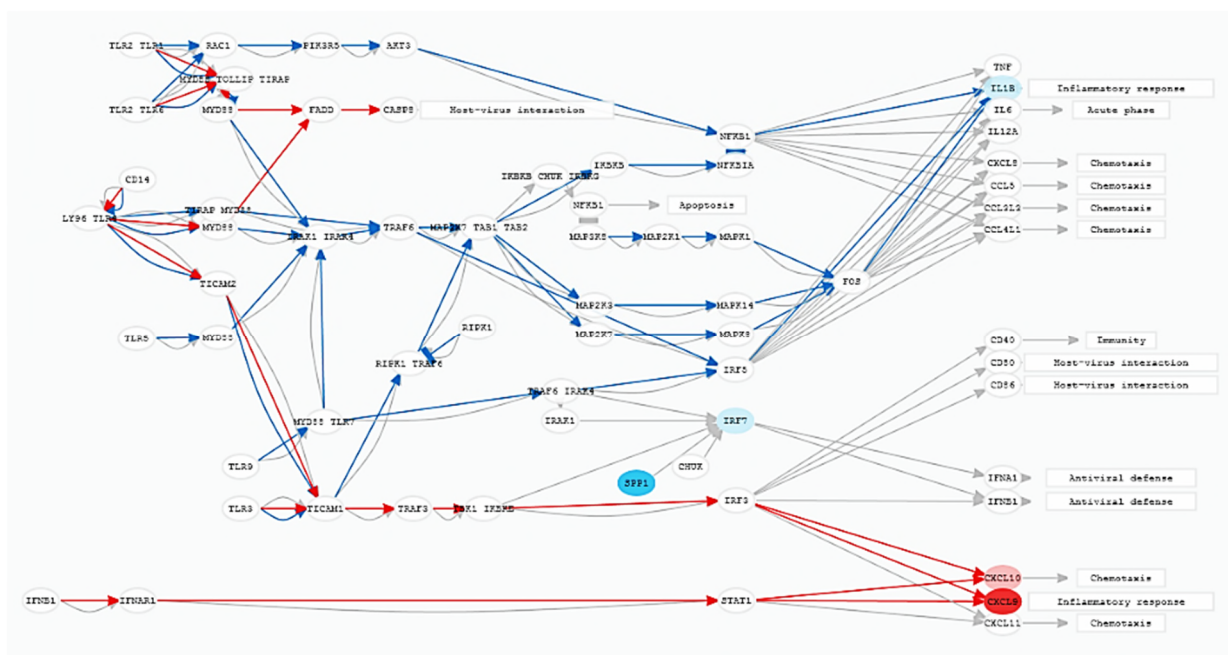 TLR2 TLR1
RAC1
PIK3R5
AKT3
TNF
MYD88 TOLLIP TIRAP
IL1B
Inflammatory response
TLR2 TLR6
MYD88
FADD
CASP8
Host-virus interaction
IL6
Acute phase
NFKB1
IL12A
IKBKE
NFKBIA
CXCL8
Chemotaxis
CD14
IKBKB CHUK IKBKG
CCL5
Chemotaxis
NFKB1
Apoptosis
CCL3L3
Chemotaxis
LY96 TLR4
TIRAP MYD88
MYD88
IRAK1 IRAK4
TRAF6
MAP3K7 TAB1 TAB2
MAP3K8
MAP2K1
MAPK1
CCL4L1
Chemotaxis
TICAM2
FOS
MAP2K3
MAPK14
TLR5
MYD88
RIPK1
MAP2K7
MAPK8
CD40
Immunity
RIPK1 TRAF6
IRF5
CD80
Host-virus interaction
CD86
Host-virus interaction
TRAF6 IRAK4
MYD88 TLR7
IRAK1
IRF7
TLR9
SPP1
CHUK
IFNA1
Antiviral defense
TLR3
TICAM1
TRAF3
TBK1 IKBKE
IRF3
IFNB1
Antiviral defense
CXCL10
Chemotaxis
IFNB1
IFNAR1
STAT1
CXCL9
Inflammatory response
CXCL11
Chemotaxis